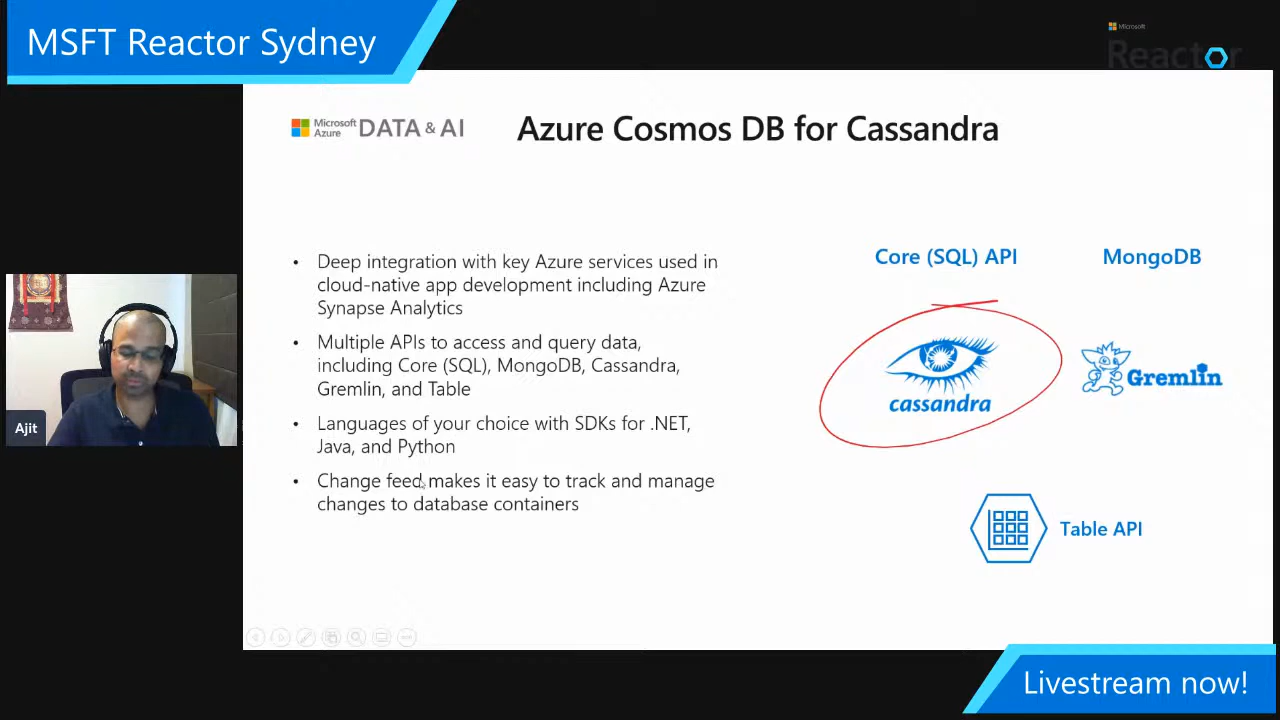 MSFT Reactor Sydney
Microsoft
Reactor
Microsoft
Azure
DATA & AI
Azure Cosmos DB for Cassandra
• Deep integration with key Azure services used in
cloud-native app development including Azure
Synapse Analytics
• Multiple APIs to access and query data,
including Core (SQL), MongoDB, Cassandra,
Gremlin, and Table
• Languages of your choice with SDKs for .NET,
Java, and Python
• Change feed makes it easy to track and manage
changes to database containers
Core (SQL) API
MongoDB
cassandra
Gremlin
Table API
Ajit
Livestream now!